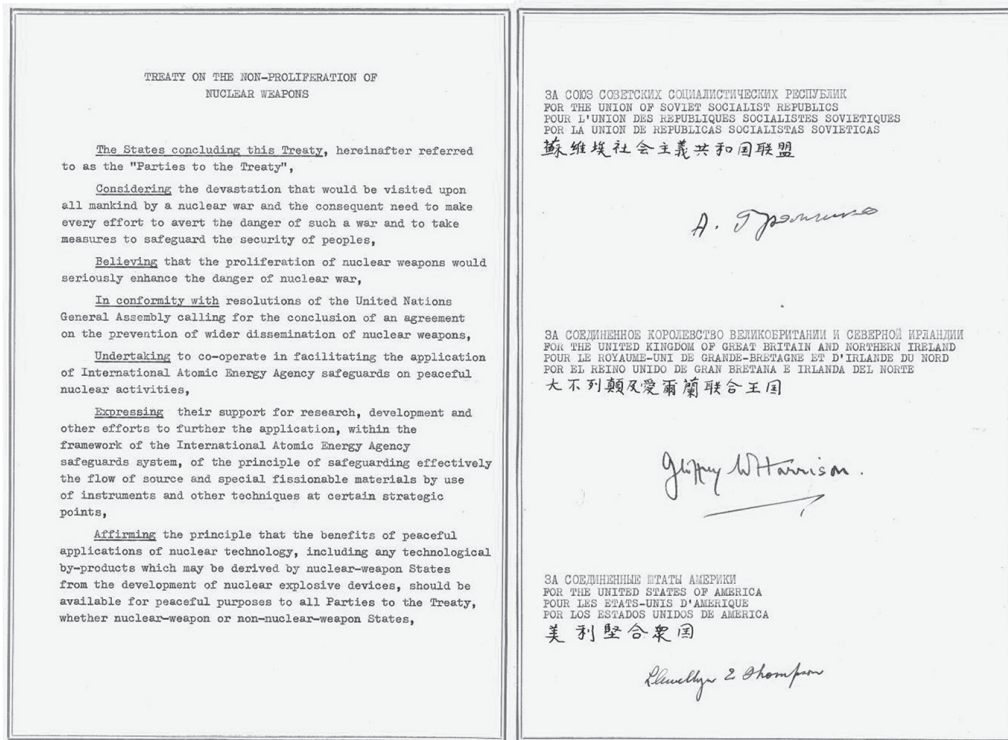 TREATY ON THE NON-PROLIFERATION OF
NUCLEAR WEAPONS
The States concluding this Treaty, hereinafter referred
to as the "Parties to the Treaty",
Considering the devastation that would be visited upon
all mankind by a nuclear war and the consequent need to make
every effort to avert the danger of such a war and to take
measures to safeguard the security of peoples,
Believing that the proliferation of nuclear weapons would
seriously enhance the danger of nuclear war,
In conformity with resolutions of the United Nations
General Assembly calling for the conclusion of an agreement
on the prevention of wider dissemination of nuclear weapons,
Undertaking to co-operate in facilitating the application
of International Atomic Energy Agency safeguards on peaceful
nuclear activities,
Expressing their support for research, development and
other efforts to further the application, within the
framework of the International Atomic Energy Agency
safeguards system, of the principle of safeguarding effectively
the flow of source and special fissionable materials by use
of instruments and other techniques at certain strategic
points,
Affirming the principle that the benefits of peaceful
applications of nuclear technology, including any technological
by-products which may be derived by nuclear-weapon States
from the development of nuclear explosive devices, should be
available for peaceful purposes to all Parties to the Treaty,
whether nuclear-weapon or non-nuclear-weapon States,
ЗА СОЮЗ СОВЕТСКИХ СОЦИАЛИСТИЧЕСКИХ РЕСПУБЛИК
FOR THE UNION OF SOVIET SOCIALIST REPUBLICS
POUR L'UNION DES REPUBLIQUES SOCIALISTES SOVIETIQUES
POR LA UNION DE REPUBLICAS SOCIALISTAS SOVIETICAS
蘇維埃社会主義共和国联盟
А. Громыко
ЗА СОЕДИНЕННОЕ КОРОЛЕВСТВО ВЕЛИКОБРИТАНИИ И СЕВЕРНОЙ ИРЛАНДИИ
FOR THE UNITED KINGDOM OF GREAT BRITAIN AND NORTHERN IRELAND
POUR LE ROYAUME-UNI DE GRANDE-BRETAGNE ET D'IRLANDE DU NORD
POR EL REINO UNIDO DE GRAN BRETANA E IRLANDA DEL NORTE
大不列顛及愛爾蘭联合王国
Geoffrey W Harrison.
ЗА СОЕДИНЕННЫЕ ШТАТЫ АМЕРИКИ
FOR THE UNITED STATES OF AMERICA
POUR LES ETATS-UNIS D'AMERIQUE
POR LOS ESTADOS UNIDOS DE AMERICA
美利堅合衆国
Llewellyn E Thompson